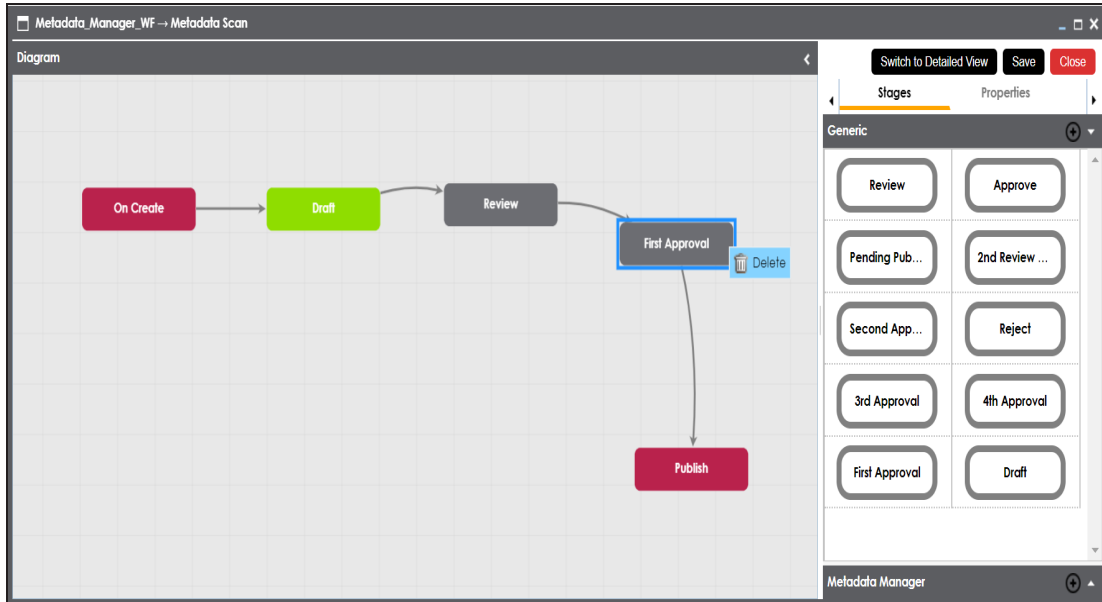 Metadata_Manager_WF → Metadata Scan
Diagram
Switch to Detailed View Save Close
Stages Properties
Generic
On Create
Draft
Review
First Approval
Delete
Publish
Review Approve
Pending Pub... 2nd Review ...
Second App... Reject
3rd Approval 4th Approval
First Approval Draft
Metadata Manager